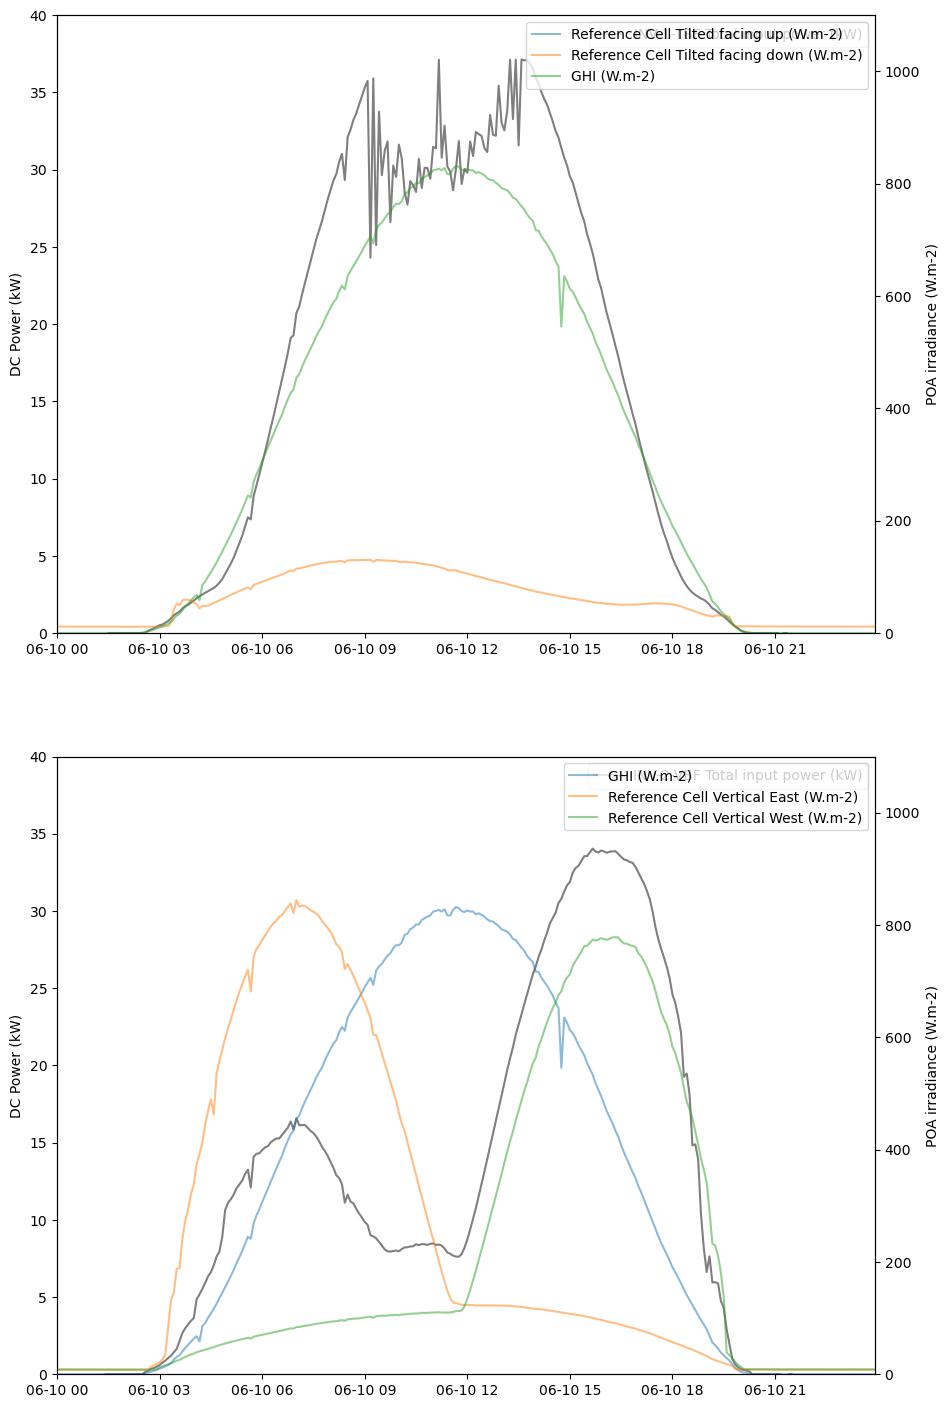 40
35
30
25
20
15
10
5
0
DC Power (kW)
Reference Cell Tilted facing up (W.m-2)
Reference Cell Tilted facing down (W.m-2)
GHI (W.m-2)
1000
800
600
400
200
0
POA irradiance (W.m-2)
06-10 00 06-10 03 06-10 06 06-10 09 06-10 12 06-10 15 06-10 18 06-10 21
40
35
30
25
20
15
10
5
0
DC Power (kW)
GHI (W.m-2) Total input power (kW)
Reference Cell Vertical East (W.m-2)
Reference Cell Vertical West (W.m-2)
1000
800
600
400
200
0
POA irradiance (W.m-2)
06-10 00 06-10 03 06-10 06 06-10 09 06-10 12 06-10 15 06-10 18 06-10 21